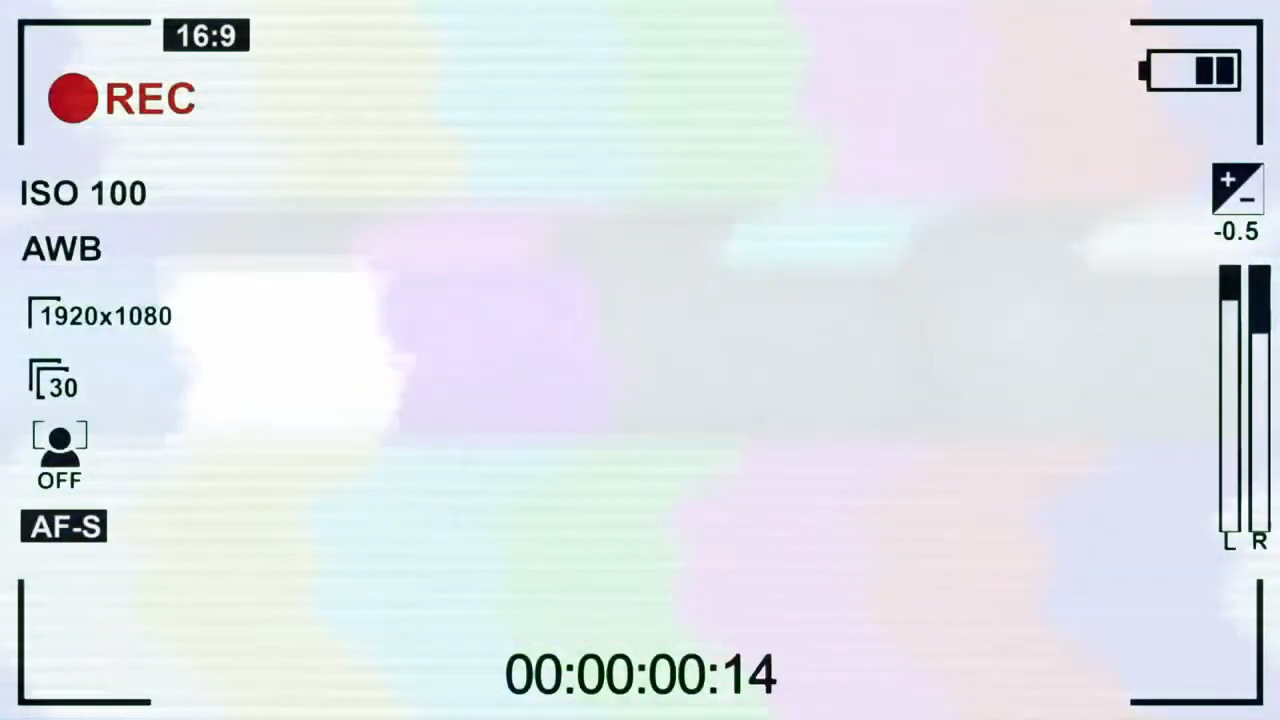 16:9
REC
ISO 100
AWB
-0.5
1920x1080
30
OFF
AF-S
L R
00:00:00:14